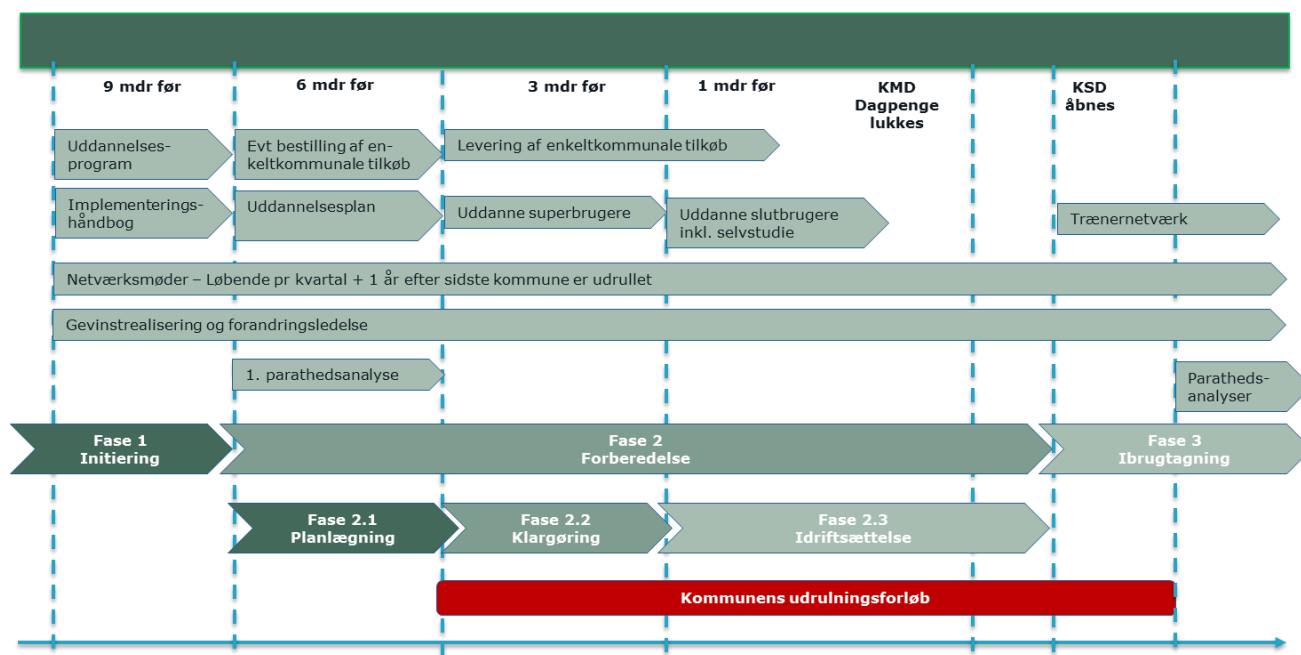 9 mdr før
6 mdr før
3 mdr før
1 mdr før
KMD
Dagpenge
lukkes
KSD
åbnes
Uddannelses-
program
Evt bestilling af en-
keltkommunale tilkøb
Levering af enkeltkommunale tilkøb
Implementerings-
håndbog
Uddannelsesplan
Uddanne superbrugere
Uddanne slutbrugere
inkl. selvstudie
Trænernetværk
Netværksmøder – Løbende pr kvartal + 1 år efter sidste kommune er udrullet
Gevinstrealisering og forandringsledelse
1. parathedsanalyse
Paratheds-
analyser
Fase 1
Initiering
Fase 2
Forberedelse
Fase 3
Ibrugtagning
Fase 2.1
Planlægning
Fase 2.2
Klargøring
Fase 2.3
Idriftsættelse
Kommunens udrulningsforløb